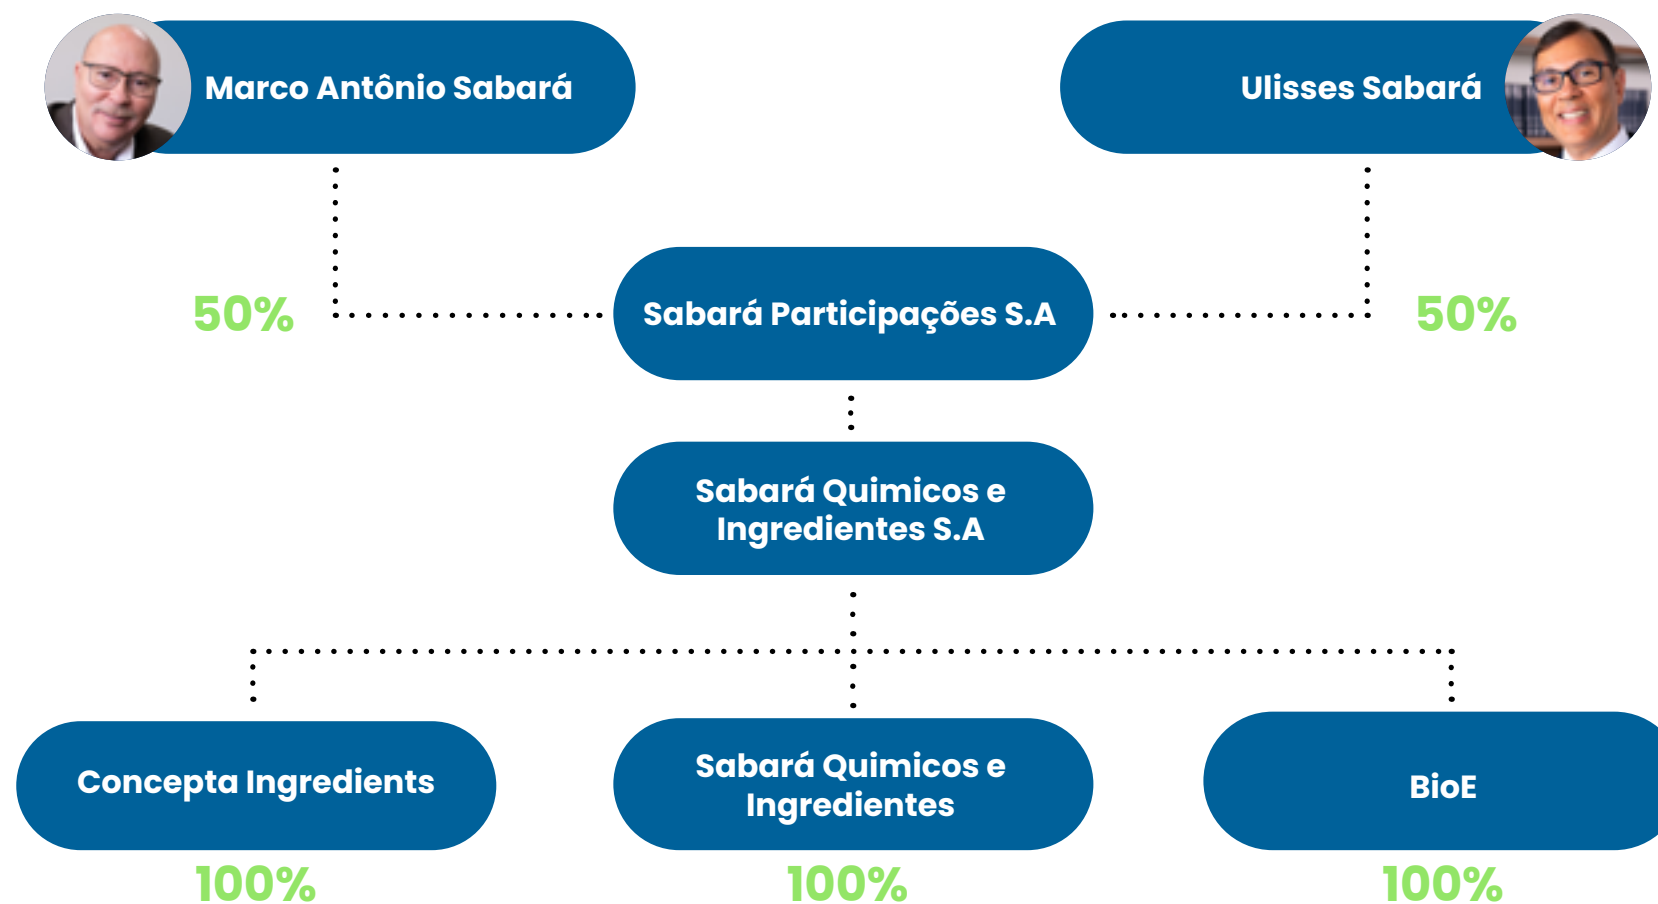 Marco Antônio Sabará
Ulisses Sabará
50%
Sabará Participações S.A
50%
Sabará Quimicos e
Ingredientes S.A
Concepta Ingredients
Sabará Quimicos e
Ingredientes
BioE
100%
100%
100%